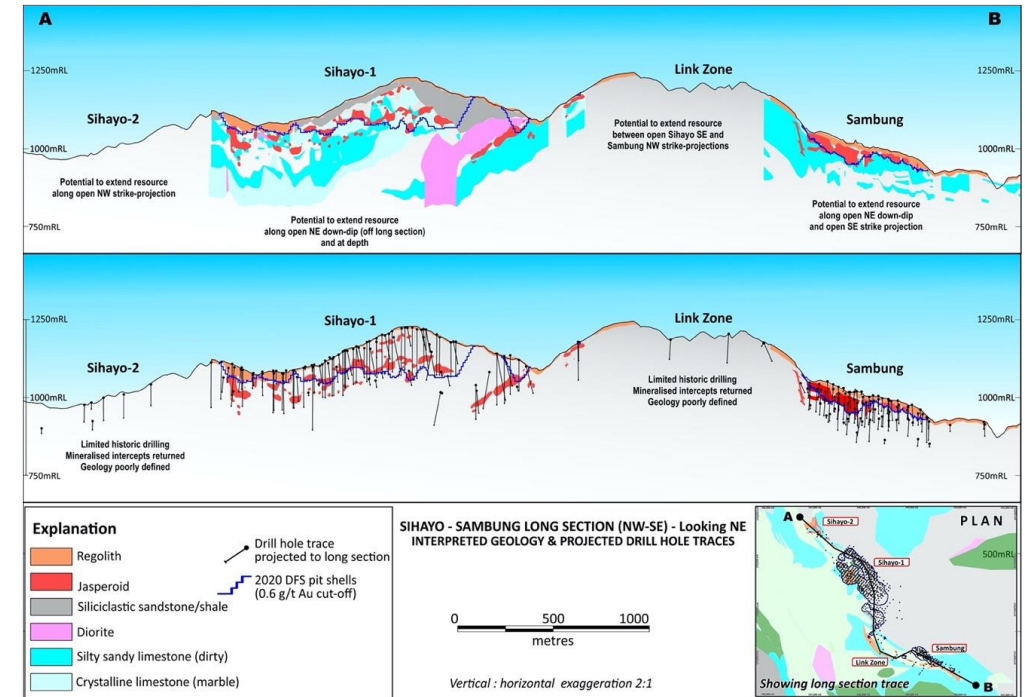 A
B
1250mRL
1250mRL
Sihayo-1
Link Zone
Sihayo-2
Sambung
1000mRL
1000mRL
Potential to extend resource
between open Sihayo SE and
Sambung NW strike-projections
Potential to extend resource
along open NW strike-projection
Potential to extend resource
along open NE down-dip (off long section)
and at depth
Potential to extend resource
along open NE down-dip
and open SE strike projection
750mRL
750mRL
1250mRL
1250mRL
Sihayo-1
Link Zone
Sihayo-2
Sambung
1000mRL
1000mRL
Limited historic drilling
Mineralised intercepts returned
Geology poorly defined
Limited historic drilling
Mineralised intercepts returned
Geology poorly defined
750mRL
750mRL
Explanation
Regolith
Jasperoid
Siliciclastic sandstone/shale
Diorite
Silty sandy limestone (dirty)
Crystalline limestone (marble)
Drill hole trace
projected to long section
2020 DFS pit shells
(0.6 g/t Au cut-off)
SIHAYO - SAMBUNG LONG SECTION (NW-SE) - Looking NE
INTERPRETED GEOLOGY & PROJECTED DRILL HOLE TRACES
0 500 1000
metres
Vertical : horizontal exaggeration 2:1
A
Sihayo-2
PLAN
500mRL
Sihayo-1
Sambung
Link Zone
B
Showing long section trace